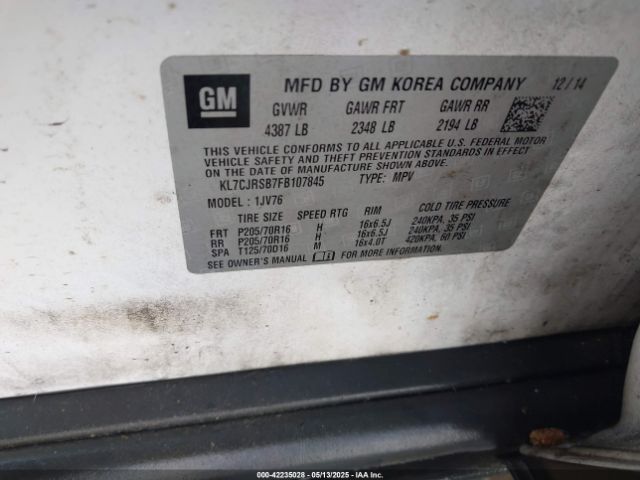 GM
MFD BY GM KOREA COMPANY 12/14
GVWR GAWR FRT GAWR RR
4387 LB 2348 LB 2194 LB
THIS VEHICLE CONFORMS TO ALL APPLICABLE U.S. FEDERAL MOTOR
VEHICLE SAFETY AND THEFT PREVENTION STANDARDS IN EFFECT
ON THE DATE OF MANUFACTURE SHOWN ABOVE.
KL7CJRSB7FB107845 TYPE: MPV
MODEL: 1JV76
TIRE SIZE SPEED RTG RIM COLD TIRE PRESSURE
FRT P205/70R16 H 16x6.5J 240KPA, 35 PSI
RR P205/70R16 H 16x6.5J 240KPA, 35 PSI
SPA T125/70D16 M 16x4.0T 420KPA, 60 PSI
SEE OWNER'S MANUAL FOR MORE INFORMATION.
000-42235028 - 05/13/2025 - IAAI.COM